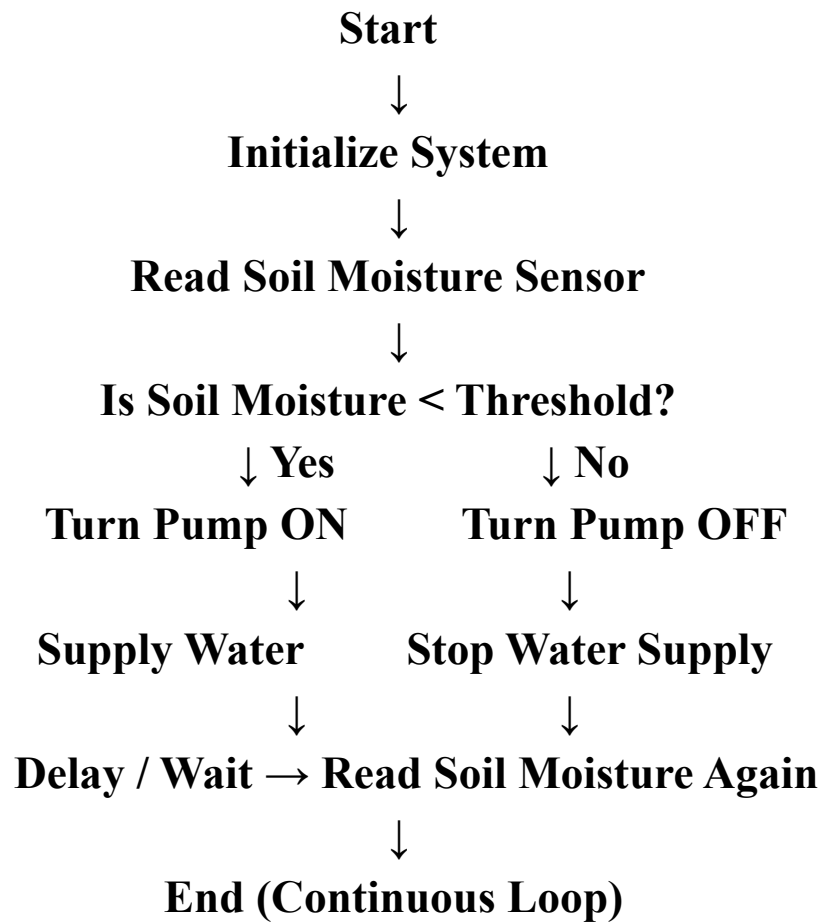 Start
↓
Initialize System
↓
Read Soil Moisture Sensor
↓
Is Soil Moisture < Threshold?
↓ Yes ↓ No
Turn Pump ON Turn Pump OFF
↓ ↓
Supply Water Stop Water Supply
↓ ↓
Delay / Wait → Read Soil Moisture Again
↓
End (Continuous Loop)